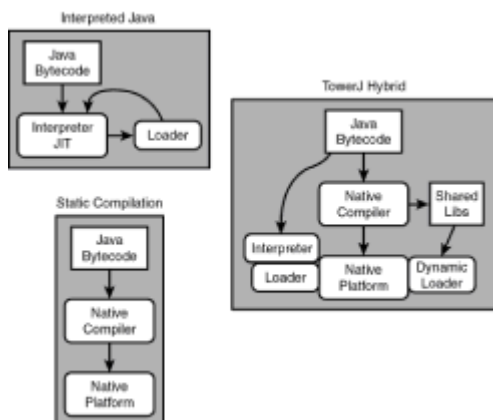 Interpreted Java
Java
Bytecode
Interpreter
JIT
Loader
Static Compilation
Java
Bytecode
Native
Compiler
Native
Platform
TowerJ Hybrid
Java
Bytecode
Native
Compiler
Shared
Libs
Interpreter
Loader
Native
Platform
Dynamic
Loader